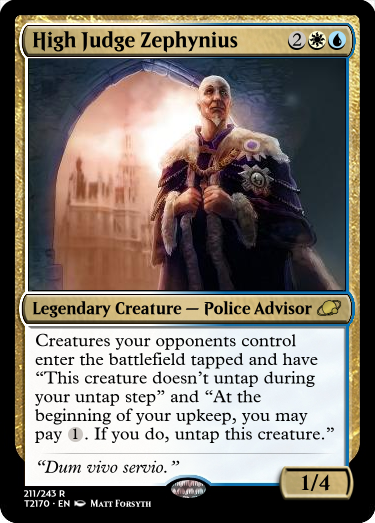 High Judge Zephynius 2
Legendary Creature — Police Advisor
Creatures your opponents control
enter the battlefield tapped and have
“This creature doesn’t untap during
your untap step” and “At the
beginning of your upkeep, you may
pay 1. If you do, untap this creature.”
“Dum vivo servio.”
1/4
211/243 R
T2170 • EN Matt Forsyth